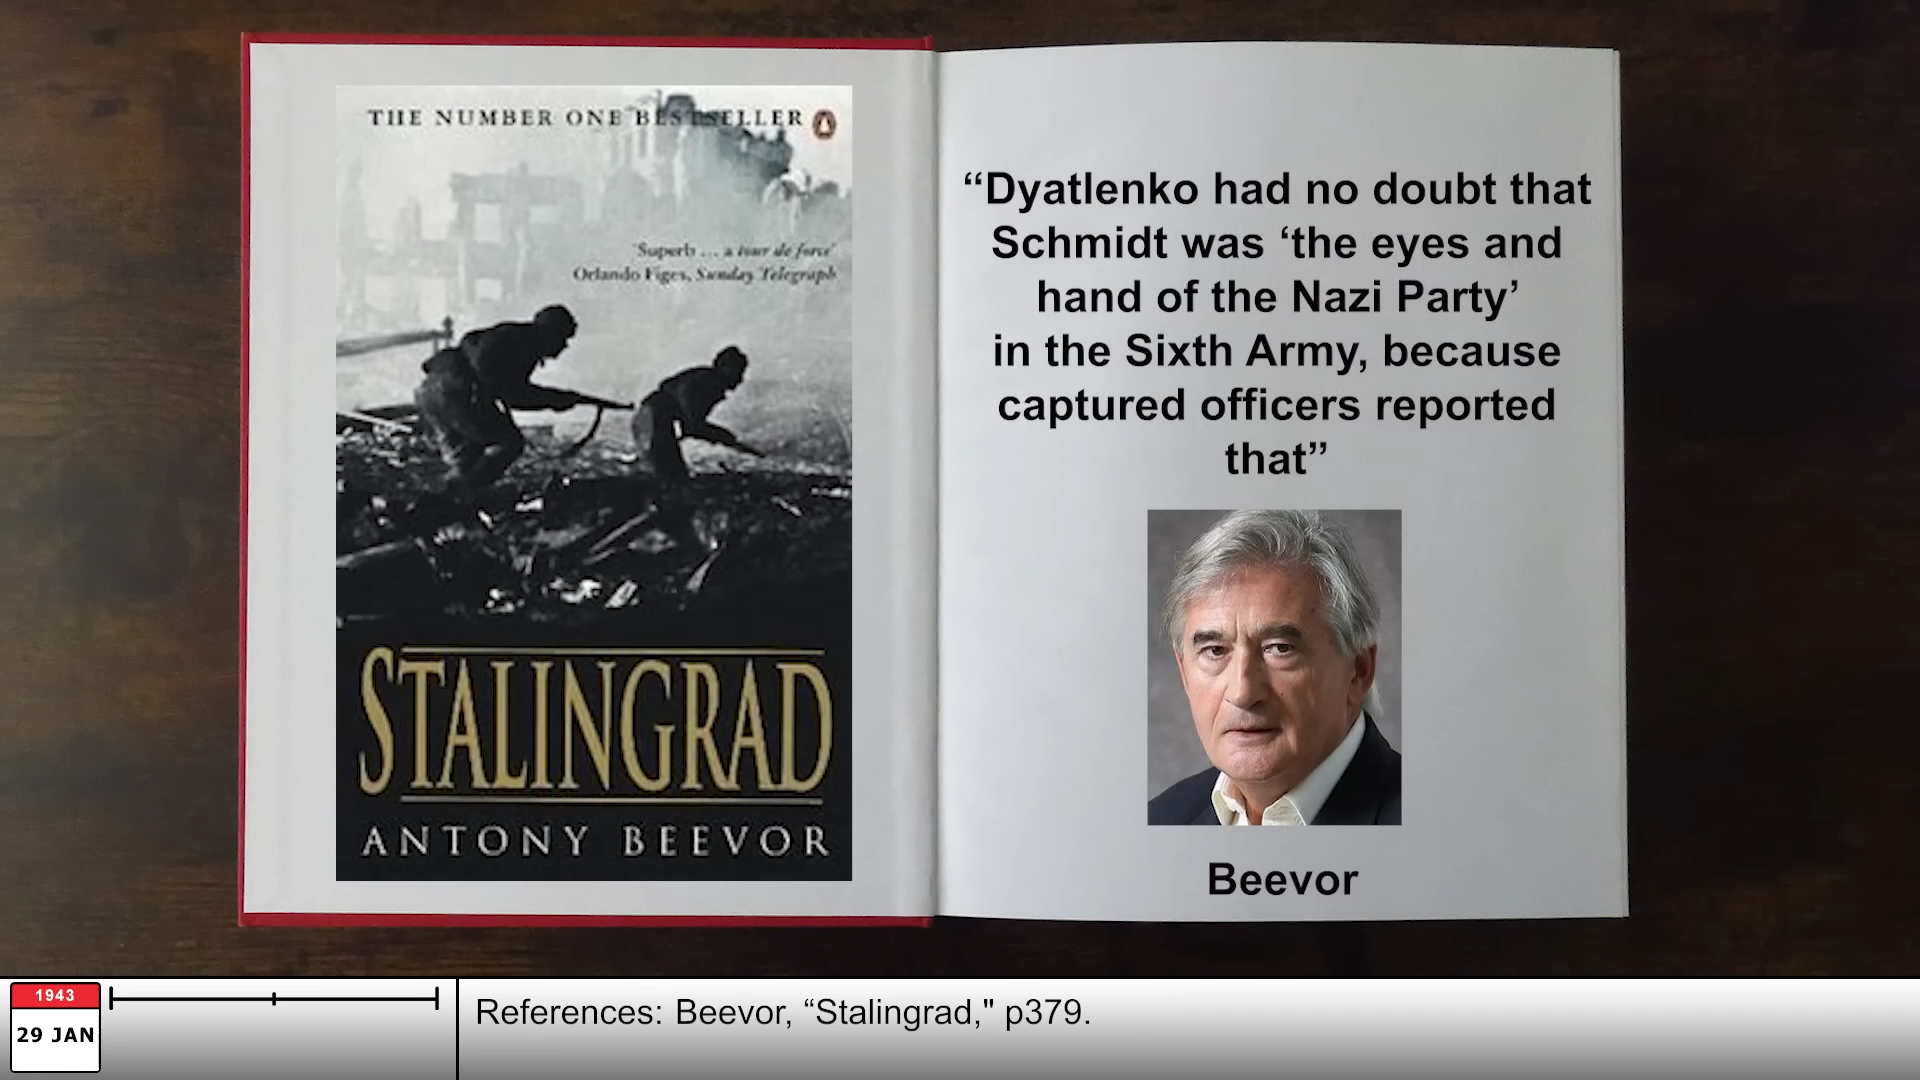 THE NUMBER ONE BESTSELLER
'Superb ... a tour de force'
Orlando Figes, Sunday Telegraph
STALINGRAD
ANTONY BEEVOR
“Dyatlenko had no doubt that
Schmidt was ‘the eyes and
hand of the Nazi Party’
in the Sixth Army, because
captured officers reported
that”
Beevor
1943
29 JAN
References: Beevor, “Stalingrad," p379.